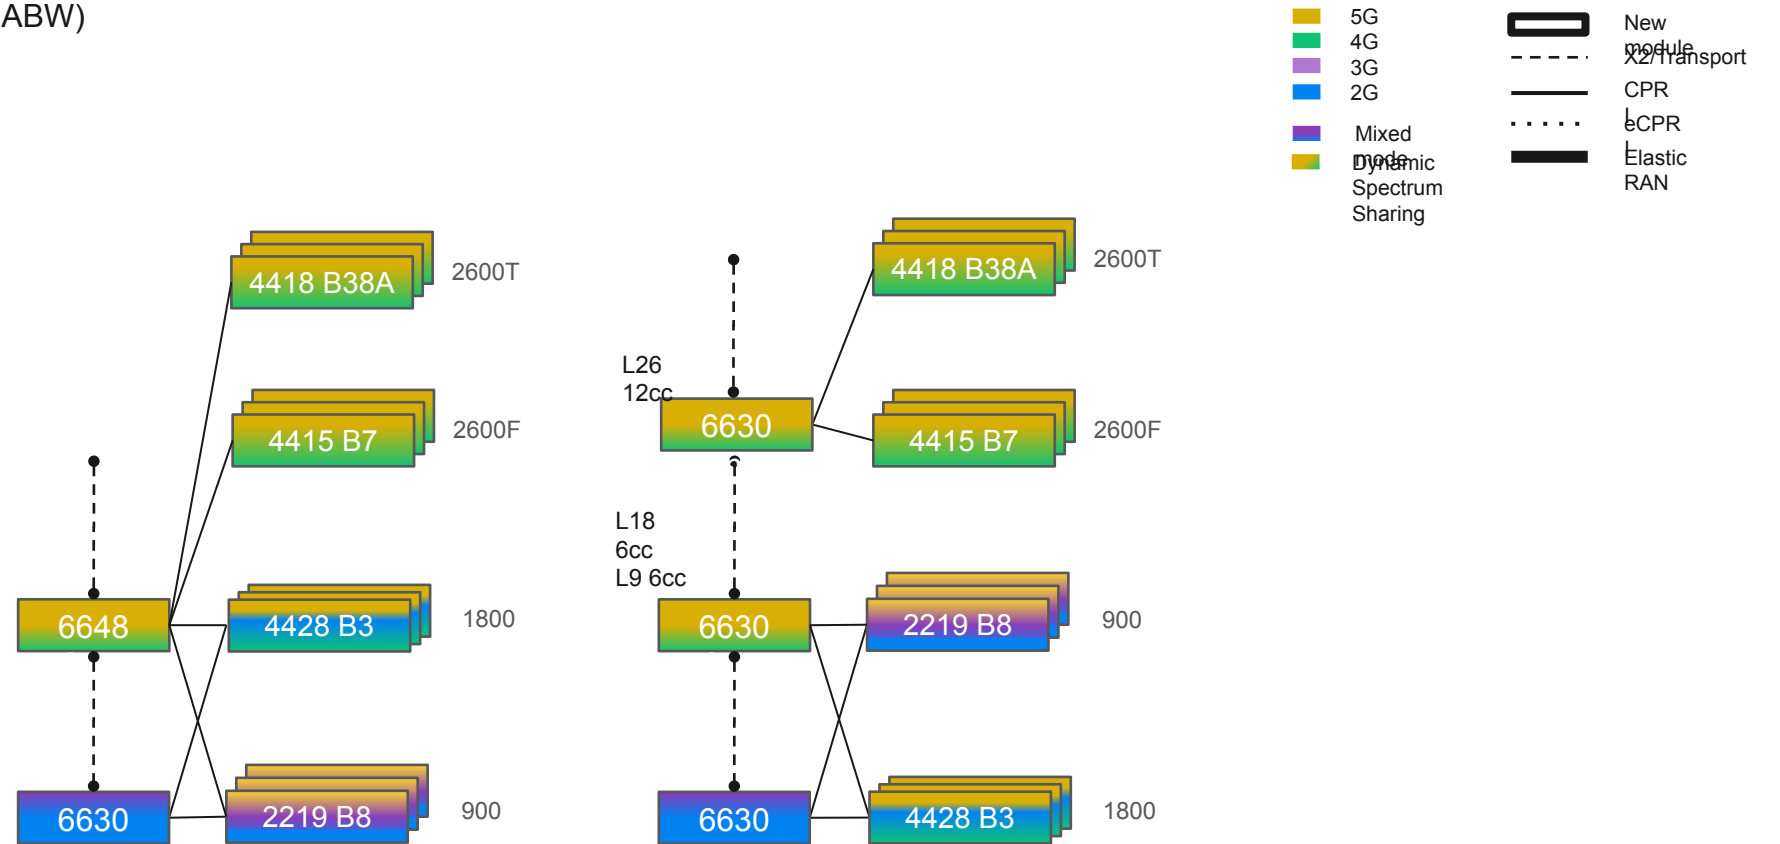 ABW)
5G
4G
3G
2G
Mixed
mode
Dynamic
Spectrum
Sharing
New
module
X2/Transport
CPR
I
eCPR
I
Elastic
RAN
4418 B38A
2600T
4415 B7
2600F
6648
4428 B3
1800
6630
2219 B8
900
4418 B38A
2600T
L26
12cc
6630
4415 B7
2600F
L18
6cc
L9 6cc
6630
2219 B8
900
6630
4428 B3
1800